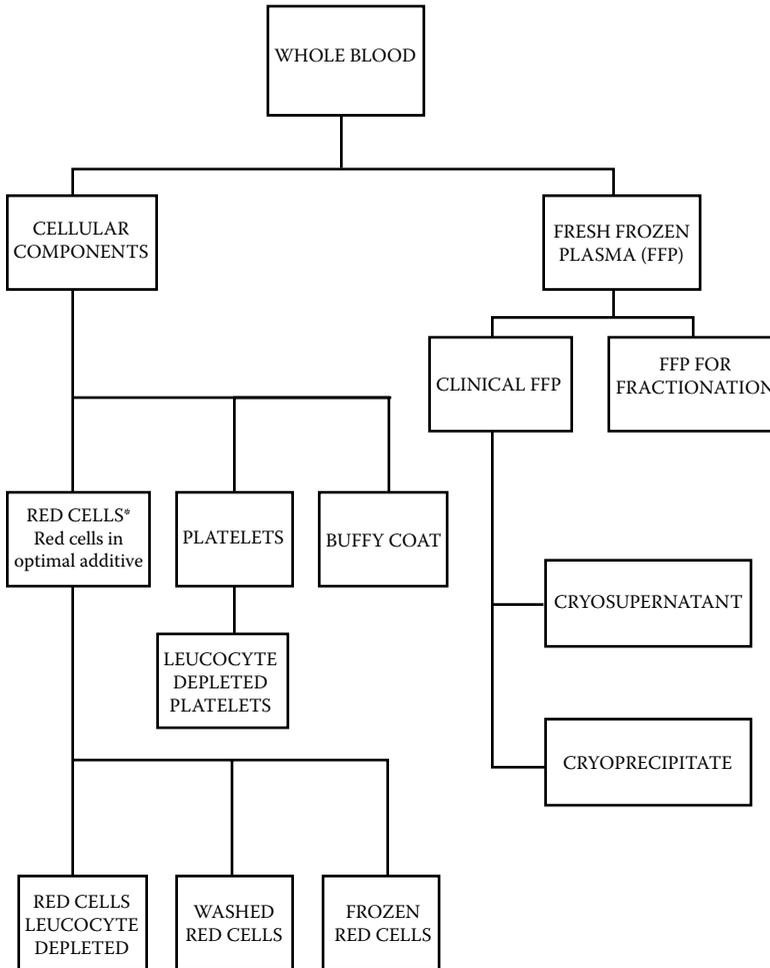 WHOLE BLOOD
CELLULAR
COMPONENTS
FRESH FROZEN
PLASMA (FFP)
CLINICAL FFP
FFP FOR
FRACTIONATION
RED CELLS*
Red cells in
optimal additive
PLATELETS
BUFFY COAT
CRYOSUPERNATANT
LEUCOCYTE
DEPLETED
PLATELETS
CRYOPRECIPITATE
RED CELLS
LEUCOCYTE
DEPLETED
WASHED
RED CELLS
FROZEN
RED CELLS